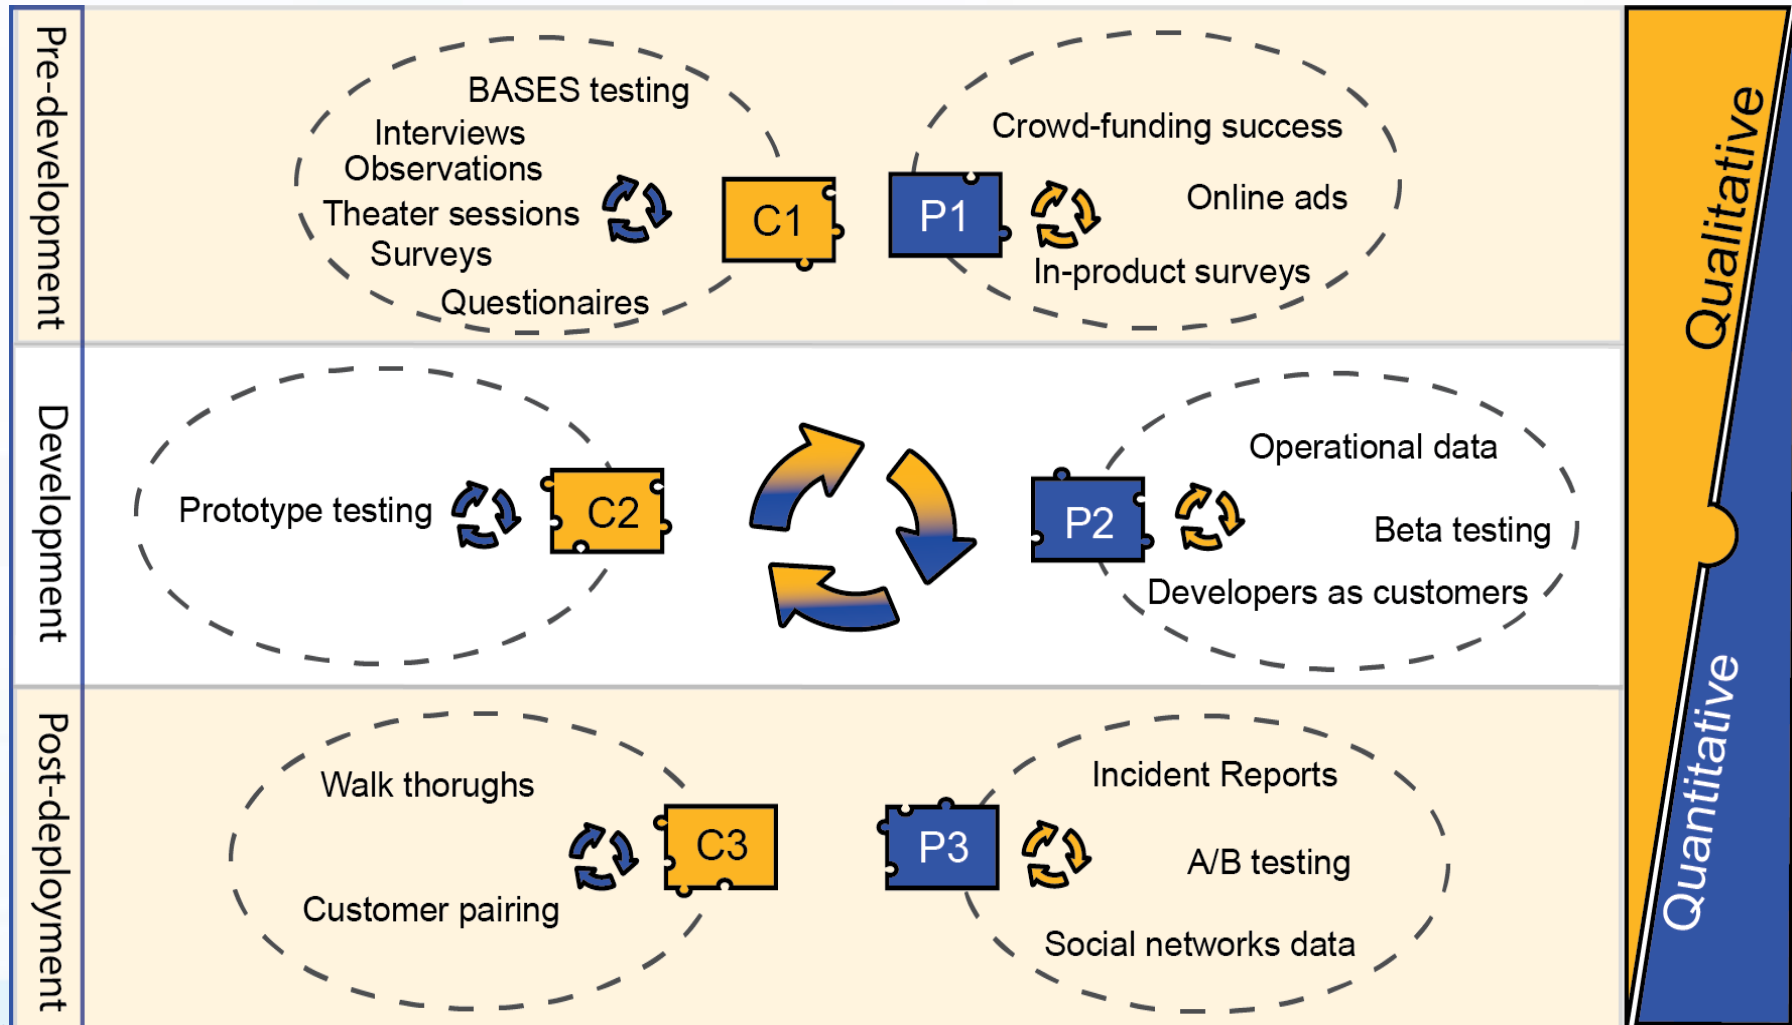 Pre-development
BASES testing
Interviews
Observations
Theater sessions
Surveys
Questionaires
C1
P1
Crowd-funding success
Online ads
In-product surveys
Qualitative
Development
Prototype testing
C2
P2
Operational data
Beta testing
Developers as customers
Post-deployment
Walk thorughs
Customer pairing
C3
P3
Incident Reports
A/B testing
Social networks data
Quantitative